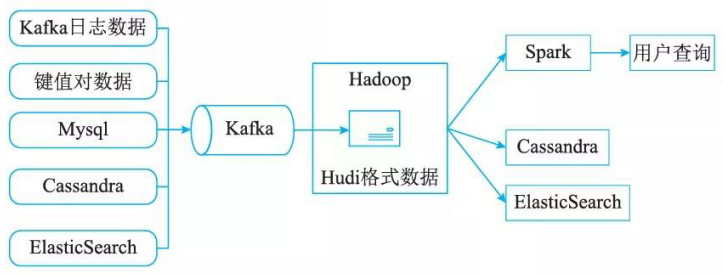 Kafka日志数据
键值对数据
Mysql
Cassandra
ElasticSearch
Kafka
Hadoop
Hudi格式数据
Spark
用户查询
Cassandra
ElasticSearch